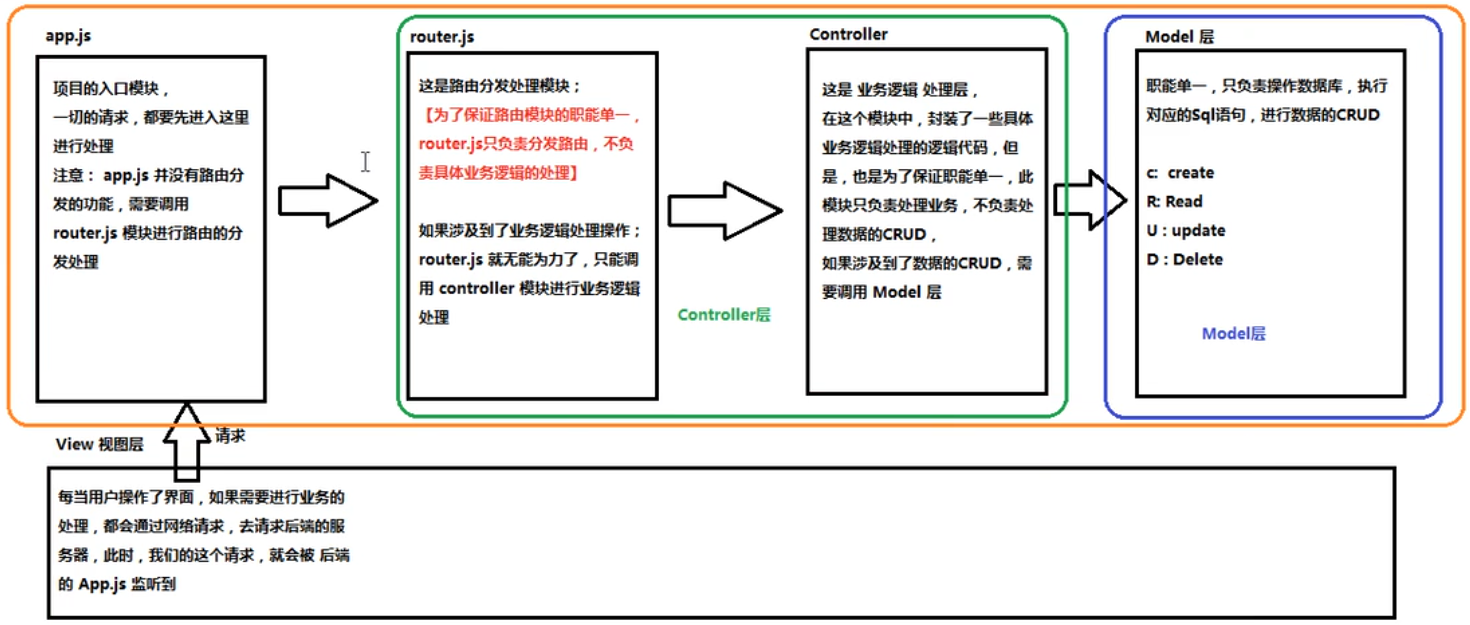 app.js
项目的入口模块，
一切的请求，都要先进入这里
进行处理
注意： app.js 并没有路由分
发的功能，需要调用
router.js 模块进行路由的分
发处理
router.js
这是路由分发处理模块；
【为了保证路由模块的职能单一，
router.js只负责分发路由，不负
责具体业务逻辑的处理】
如果涉及到了业务逻辑处理操作；
router.js 就无能为力了，只能调
用 controller 模块进行业务逻辑
处理
Controller层
Controller
这是 业务逻辑 处理层，
在这个模块中，封装了一些具体
业务逻辑处理的逻辑代码，但
是，也是为了保证职能单一，此
模块只负责处理业务，不负责处
理数据的CRUD，
如果涉及到了数据的CRUD，需
要调用 Model 层
Model 层
职能单一，只负责操作数据库，执行
对应的Sql语句，进行数据的CRUD
c: create
R: Read
U : update
D : Delete
Model层
View 视图层
请求
每当用户操作了界面，如果需要进行业务的
处理，都会通过网络请求，去请求后端的服
务器，此时，我们的这个请求，就会被 后端
的 App.js 监听到